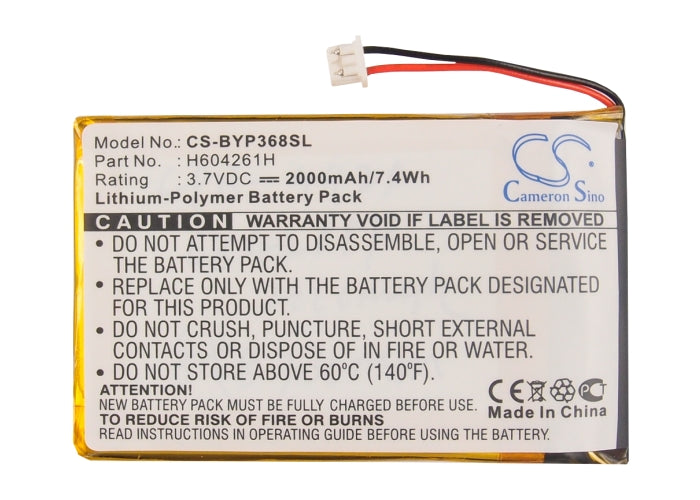 Model No.: CS-BYP368SL
Part No. : H604261H
Rating : 3.7VDC ⎓ 2000mAh/7.4Wh
Lithium-Polymer Battery Pack
CS
Cameron Sino
CAUTION WARRANTY VOID IF LABEL IS REMOVED
• DO NOT ATTEMPT TO DISASSEMBLE, OPEN OR SERVICE
THE BATTERY PACK.
• REPLACE ONLY WITH THE BATTERY PACK DESIGNATED
FOR THIS PRODUCT.
• DO NOT CRUSH, PUNCTURE, SHORT EXTERNAL
CONTACTS OR DISPOSE OF IN FIRE OR WATER.
• DO NOT STORE ABOVE 60°C (140°F).
ATTENTION!
NEW BATTERY PACK MUST BE FULLY CHARGED BEFORE USE.
TO REDUCE RISK OF FIRE OR INJURY
READ INSTRUCTIONS IN OPERATING GUIDE BEFORE USING BATTERY.
CE
Made In China